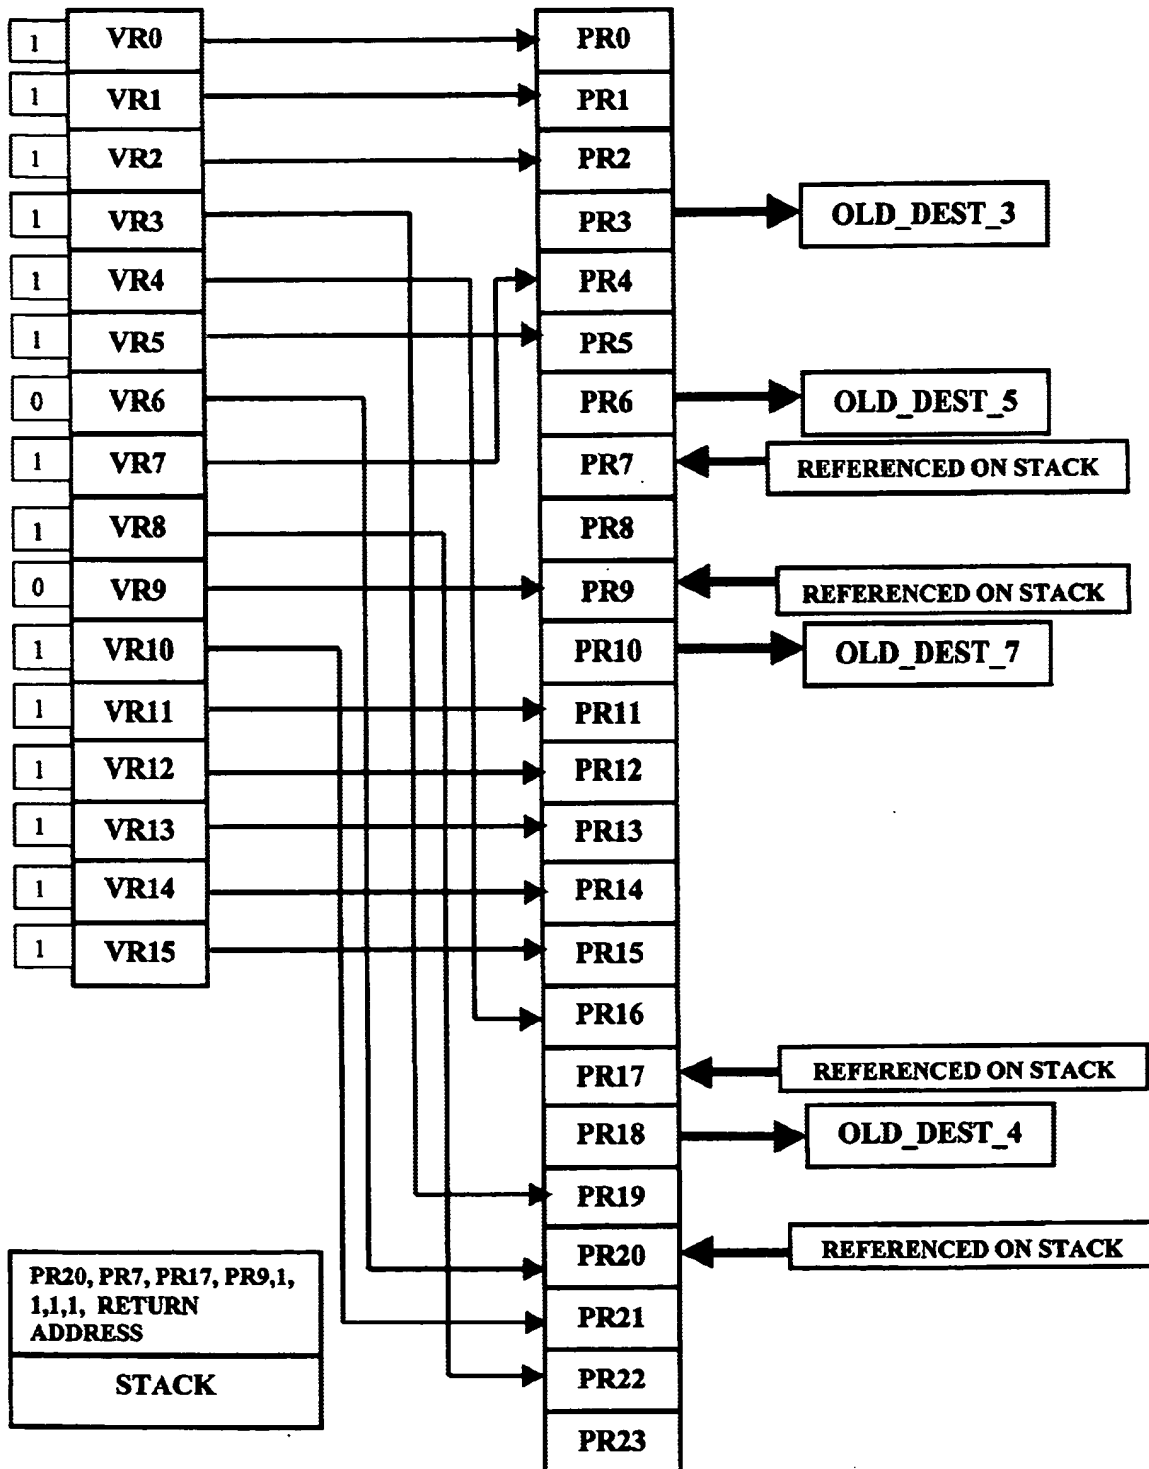 1 VR0 PR0
1 VR1 PR1
1 VR2 PR2
1 VR3 PR3 OLD_DEST_3
1 VR4 PR4
1 VR5 PR5
0 VR6 PR6 OLD_DEST_5
1 VR7 PR7 REFERENCED ON STACK
1 VR8 PR8
0 VR9 PR9 REFERENCED ON STACK
1 VR10 PR10 OLD_DEST_7
1 VR11 PR11
1 VR12 PR12
1 VR13 PR13
1 VR14 PR14
1 VR15 PR15
PR16
PR17 REFERENCED ON STACK
PR18 OLD_DEST_4
PR19
PR20 REFERENCED ON STACK
PR21
PR22
PR23
PR20, PR7, PR17, PR9,1,
1,1,1, RETURN
ADDRESS
STACK